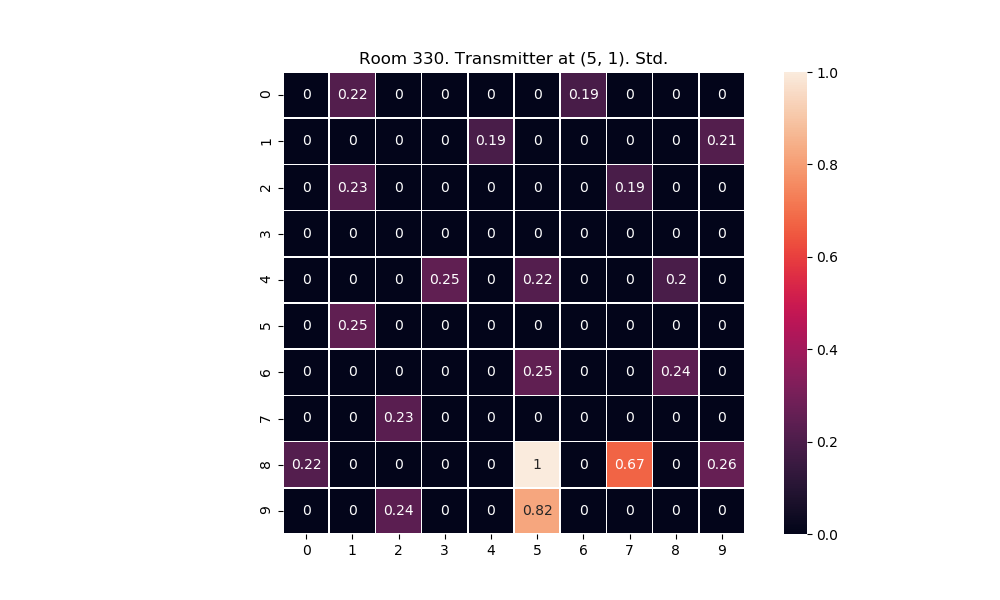 Room 330. Transmitter at (5, 1). Std.
0 0 0.22 0 0 0 0 0.19 0 0 0
1 0 0 0 0 0.19 0 0 0 0 0.21
2 0 0.23 0 0 0 0 0 0.19 0 0
3 0 0 0 0 0 0 0 0 0 0
4 0 0 0 0.25 0 0.22 0 0 0.2 0
5 0 0.25 0 0 0 0 0 0 0 0
6 0 0 0 0 0 0.25 0 0 0.24 0
7 0 0 0.23 0 0 0 0 0 0 0
8 0.22 0 0 0 0 1 0 0.67 0 0.26
9 0 0 0.24 0 0 0.82 0 0 0 0
0 1 2 3 4 5 6 7 8 9
1.0
0.8
0.6
0.4
0.2
0.0